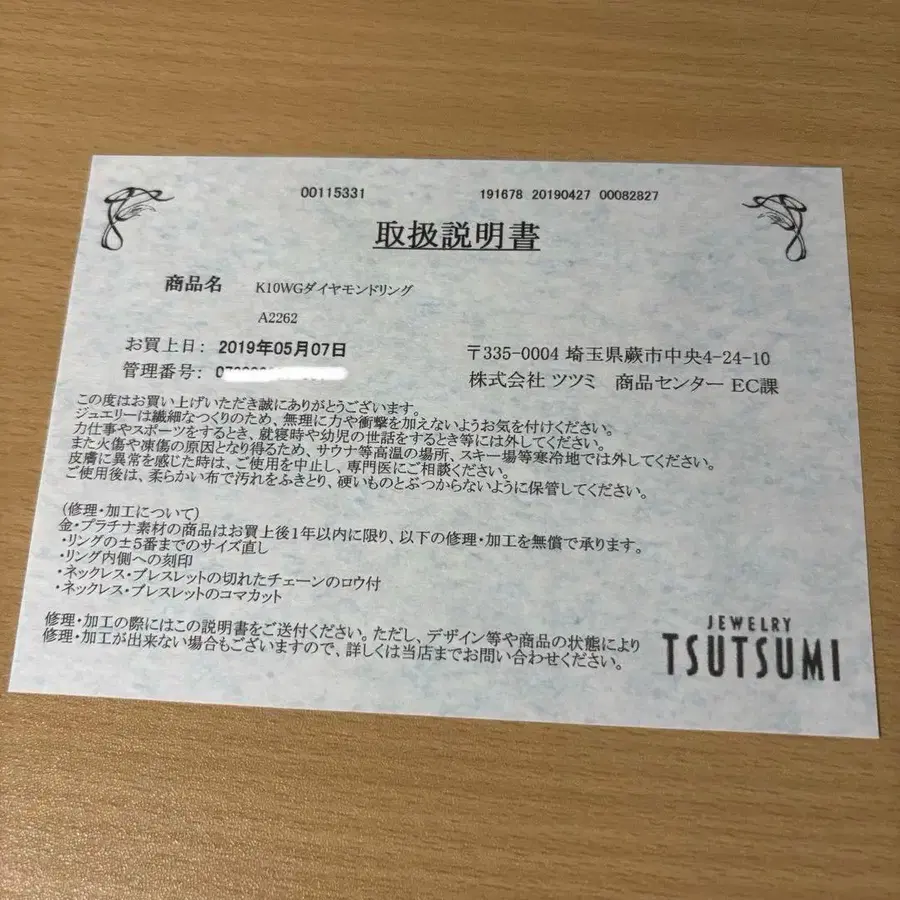 00115331
191678 20190427 00082827
取扱説明書
商品名 K10WGダイヤモンドリング
A2262
お買上日: 2019年05月07日
〒335-0004 埼玉県蕨市中央4-24-10
管理番号:
株式会社 ツツミ 商品センター EC課
この度はお買い上げいただき誠にありがとうございます。
ジュエリーは繊細なつくりのため、無理に力や衝撃を加えないようお気を付けください。
力仕事やスポーツをするとき、就寝時や幼児の世話をするとき等には外してください。
また火傷や凍傷の原因となり得るため、サウナ等高温の場所、スキー場等寒冷地では外してください。
皮膚に異常を感じた時は、ご使用を中止し、専門医にご相談ください。
ご使用後は、柔らかい布で汚れをふきとり、硬いものとぶつからないように保管してください。
(修理・加工について)
金・プラチナ素材の商品はお買上後1年以内に限り、以下の修理・加工を無償で承ります。
・リングの±5番までのサイズ直し
・リング内側への刻印
・ネックレス・ブレスレットの切れたチェーンのロウ付
・ネックレス・ブレスレットのコマカット
修理・加工の際にはこの説明書をご送付ください。ただし、デザイン等や商品の状態により
修理・加工が出来ない場合もございますので、詳しくは当店までお問い合わせください。
JEWELRY
TSUTSUMI